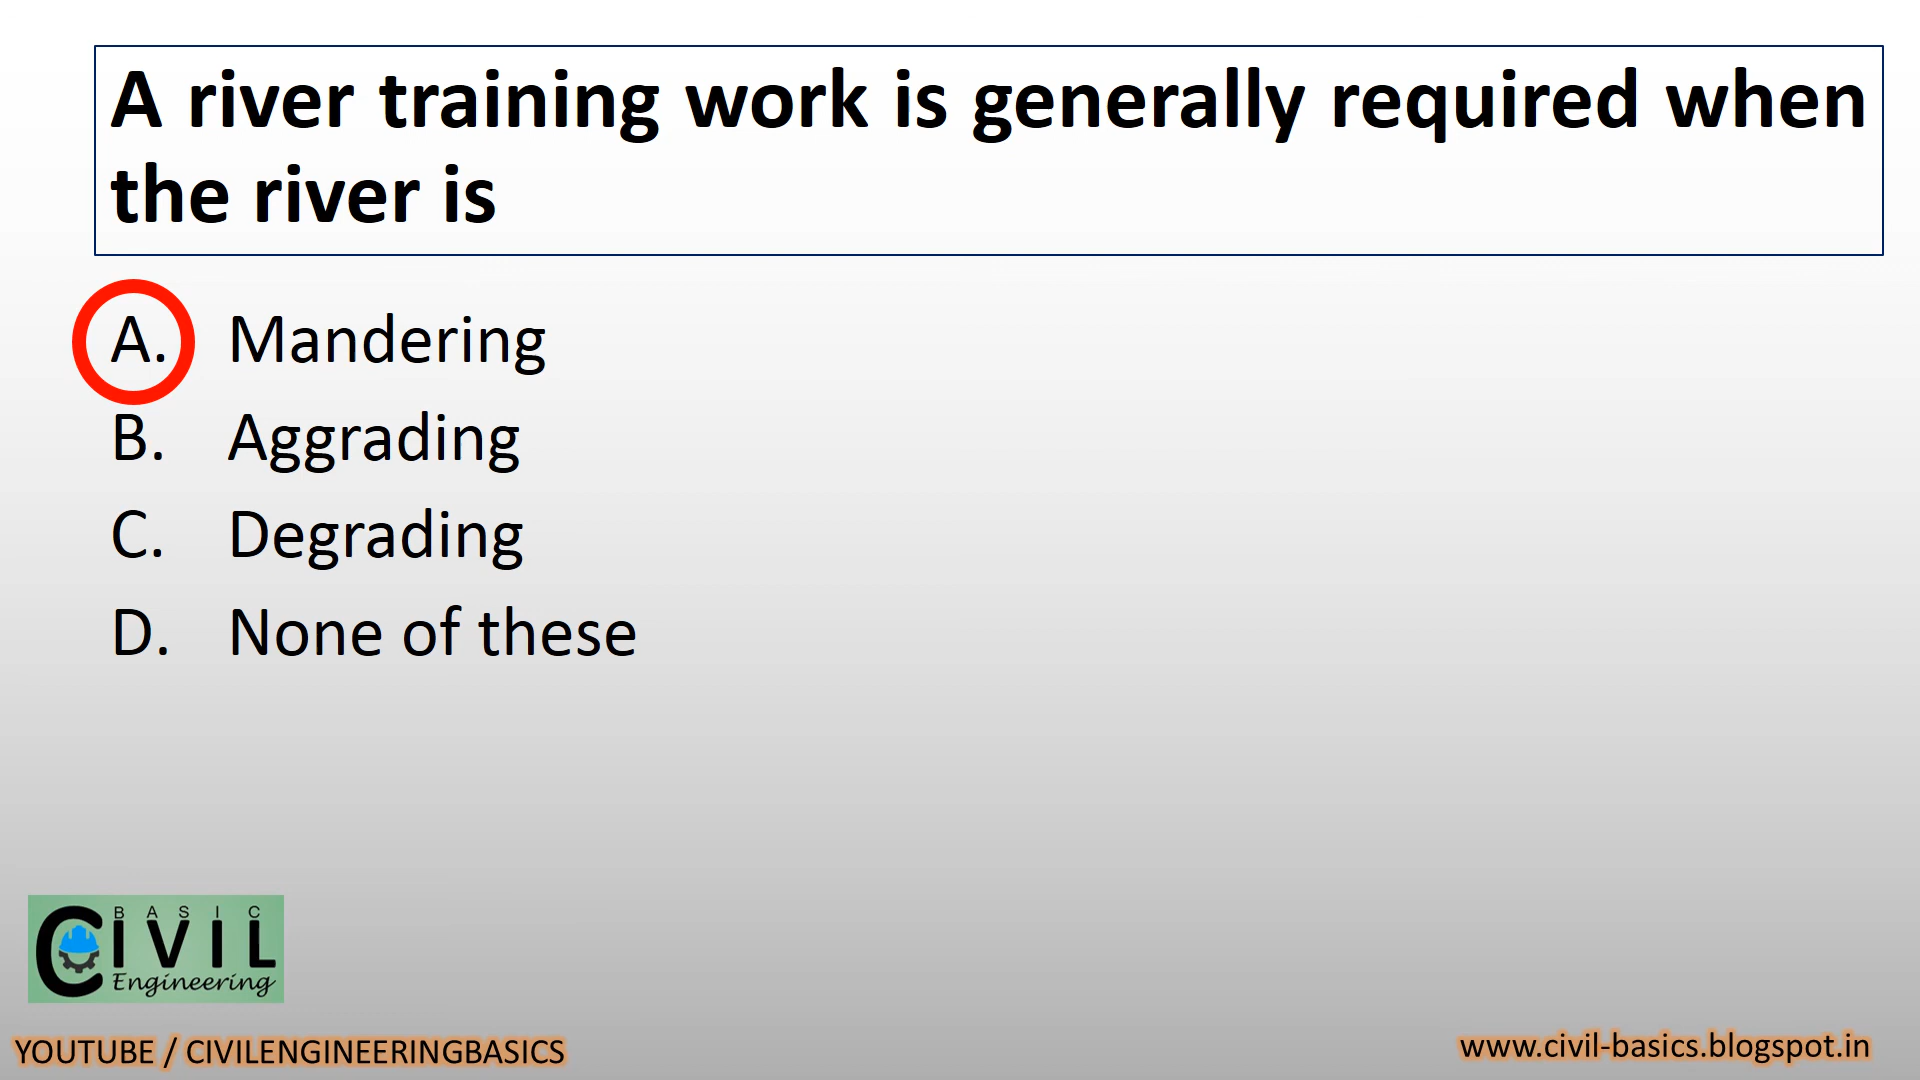 A river training work is generally required when
the river is
A. Mandering
B. Aggrading
C. Degrading
D. None of these
BASIC
CIVIL
Engineering
YOUTUBE / CIVILENGINEERINGBASICS
www.civil-basics.blogspot.in